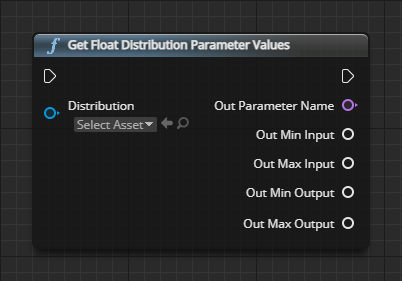 Get Float Distribution Parameter Values
Distribution
Select Asset
Out Parameter Name
Out Min Input
Out Max Input
Out Min Output
Out Max Output